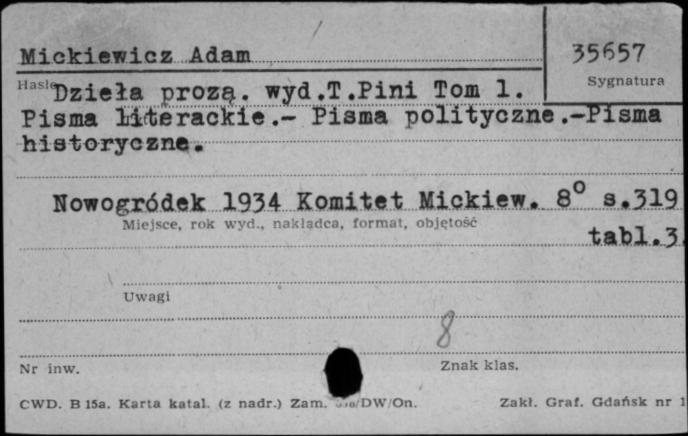 Mickiewicz Adam
35657
Hasło
Sygnatura
Dzieła prozą. wyd.T.Pini Tom 1.
Pisma literackie.- Pisma polityczne.-Pisma
historyczne.
Nowogródek 1934 Komitet Mickiew. 8° s.319
Miejsce, rok wyd., nakładca, format, objętość
tabl.3.
Uwagi
8
Nr inw.
Znak klas.
CWD. B 15a. Karta katal. (z nadr.) Zam. /DW/On.
Zakł. Graf. Gdańsk nr 1